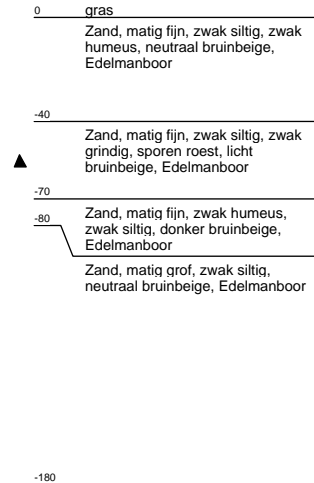 0 gras
Zand, matig fijn, zwak siltig, zwak
humeus, neutraal bruinbeige,
Edelmanboor
-40
Zand, matig fijn, zwak siltig, zwak
grindig, sporen roest, licht
bruinbeige, Edelmanboor
-70
Zand, matig fijn, zwak humeus,
-80
zwak siltig, donker bruinbeige,
Edelmanboor
Zand, matig grof, zwak siltig,
neutraal bruinbeige, Edelmanboor
-180